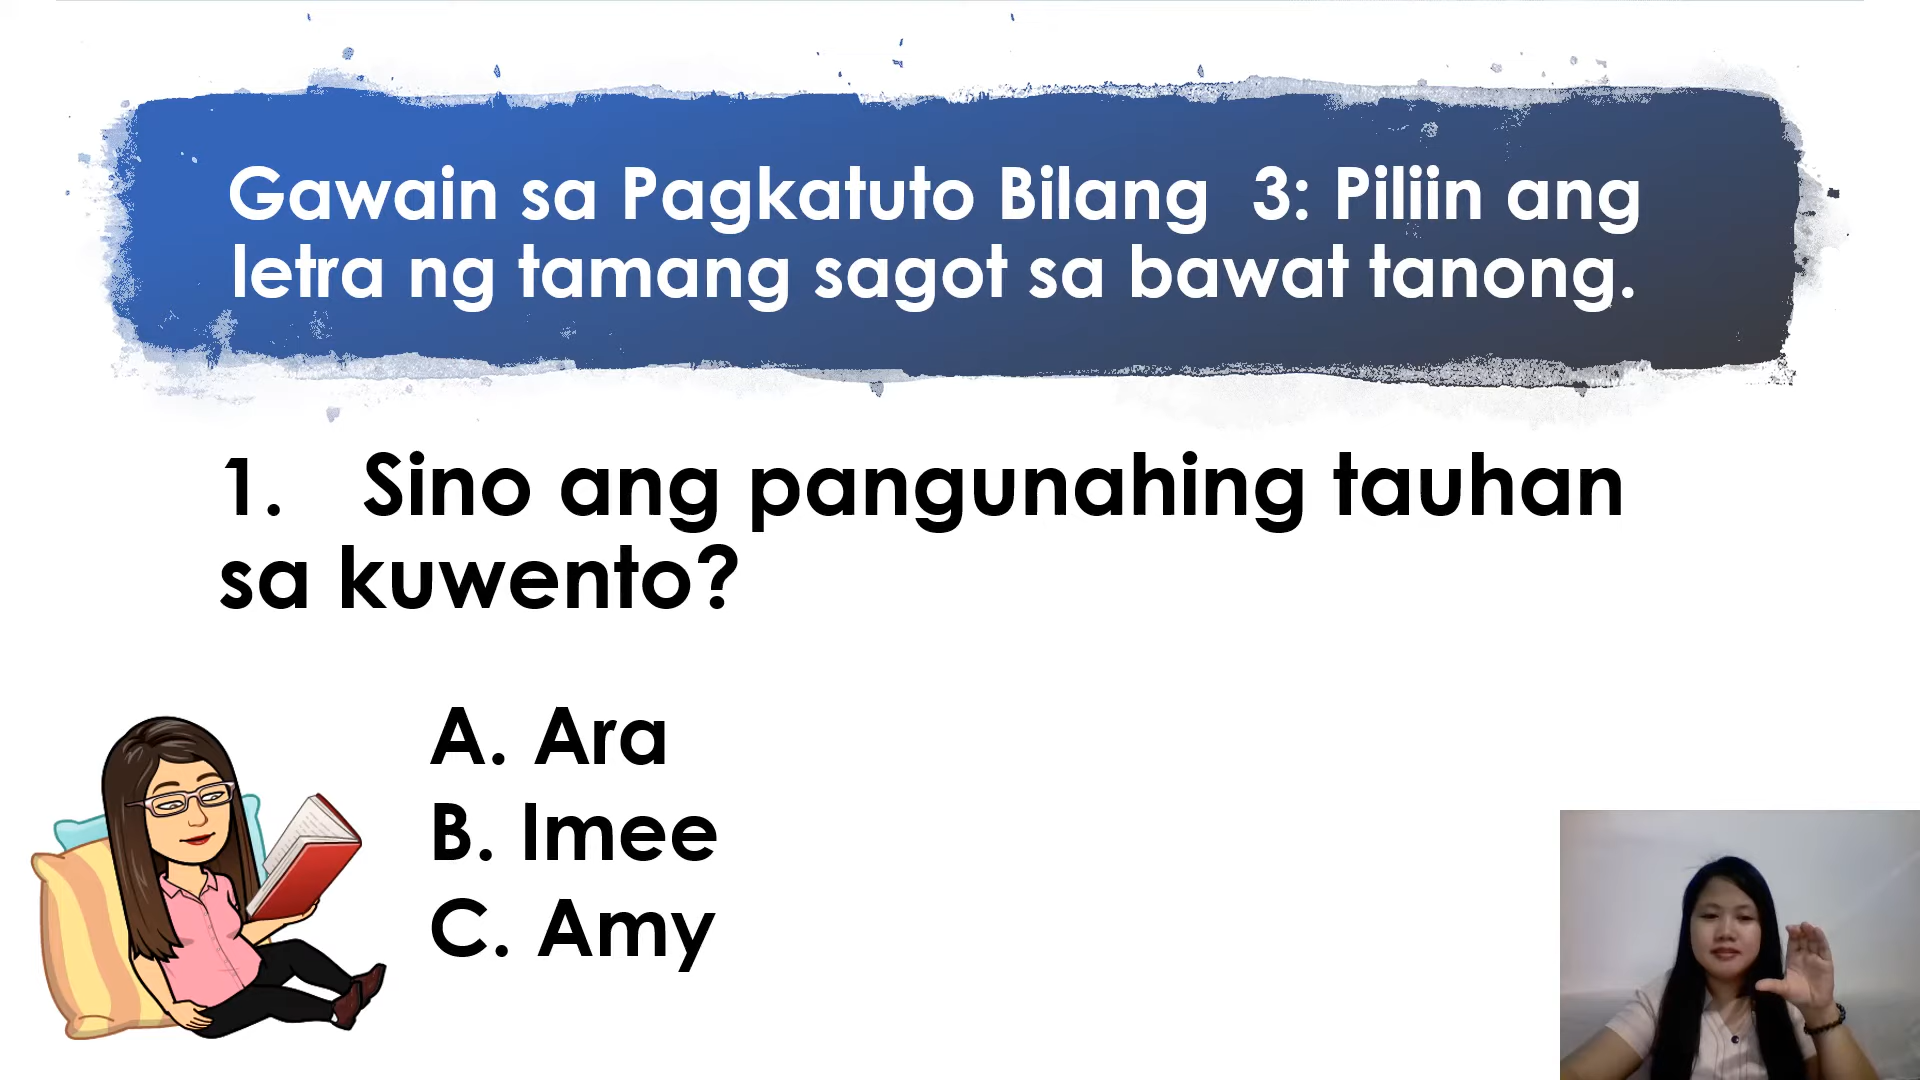 Gawain sa Pagkatuto Bilang 3: Piliin ang
letra ng tamang sagot sa bawat tanong.
1. Sino ang pangunahing tauhan
sa kuwento?
A. Ara
B. Imee
C. Amy